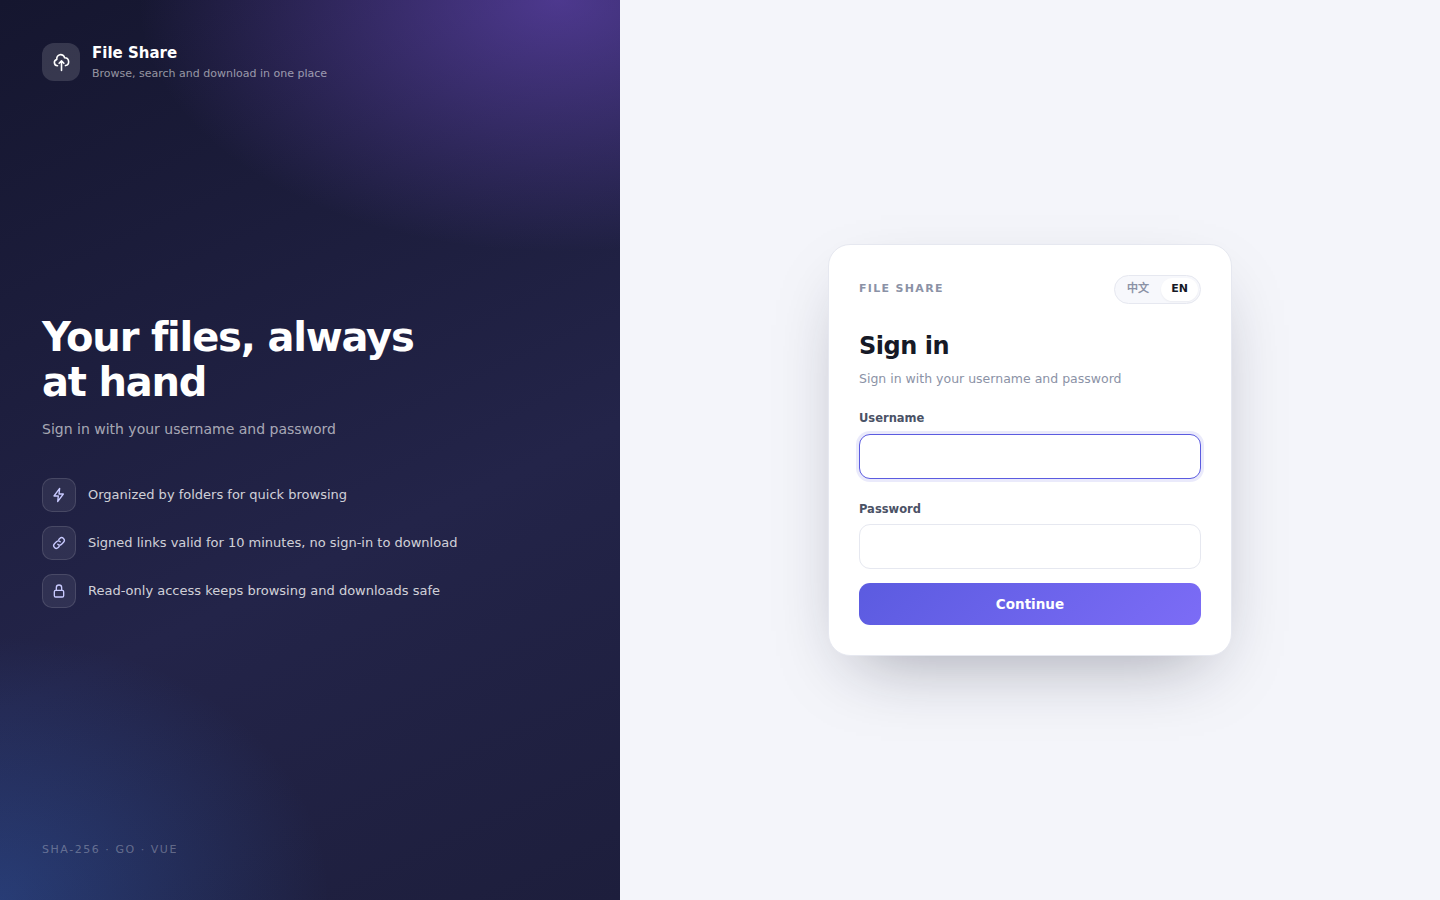 File Share
Browse, search and download in one place
Your files, always
at hand
Sign in with your username and password
Organized by folders for quick browsing
Signed links valid for 10 minutes, no sign-in to download
Read-only access keeps browsing and downloads safe
SHA-256 · GO · VUE
FILE SHARE
中文 EN
Sign in
Sign in with your username and password
Username
Password
Continue